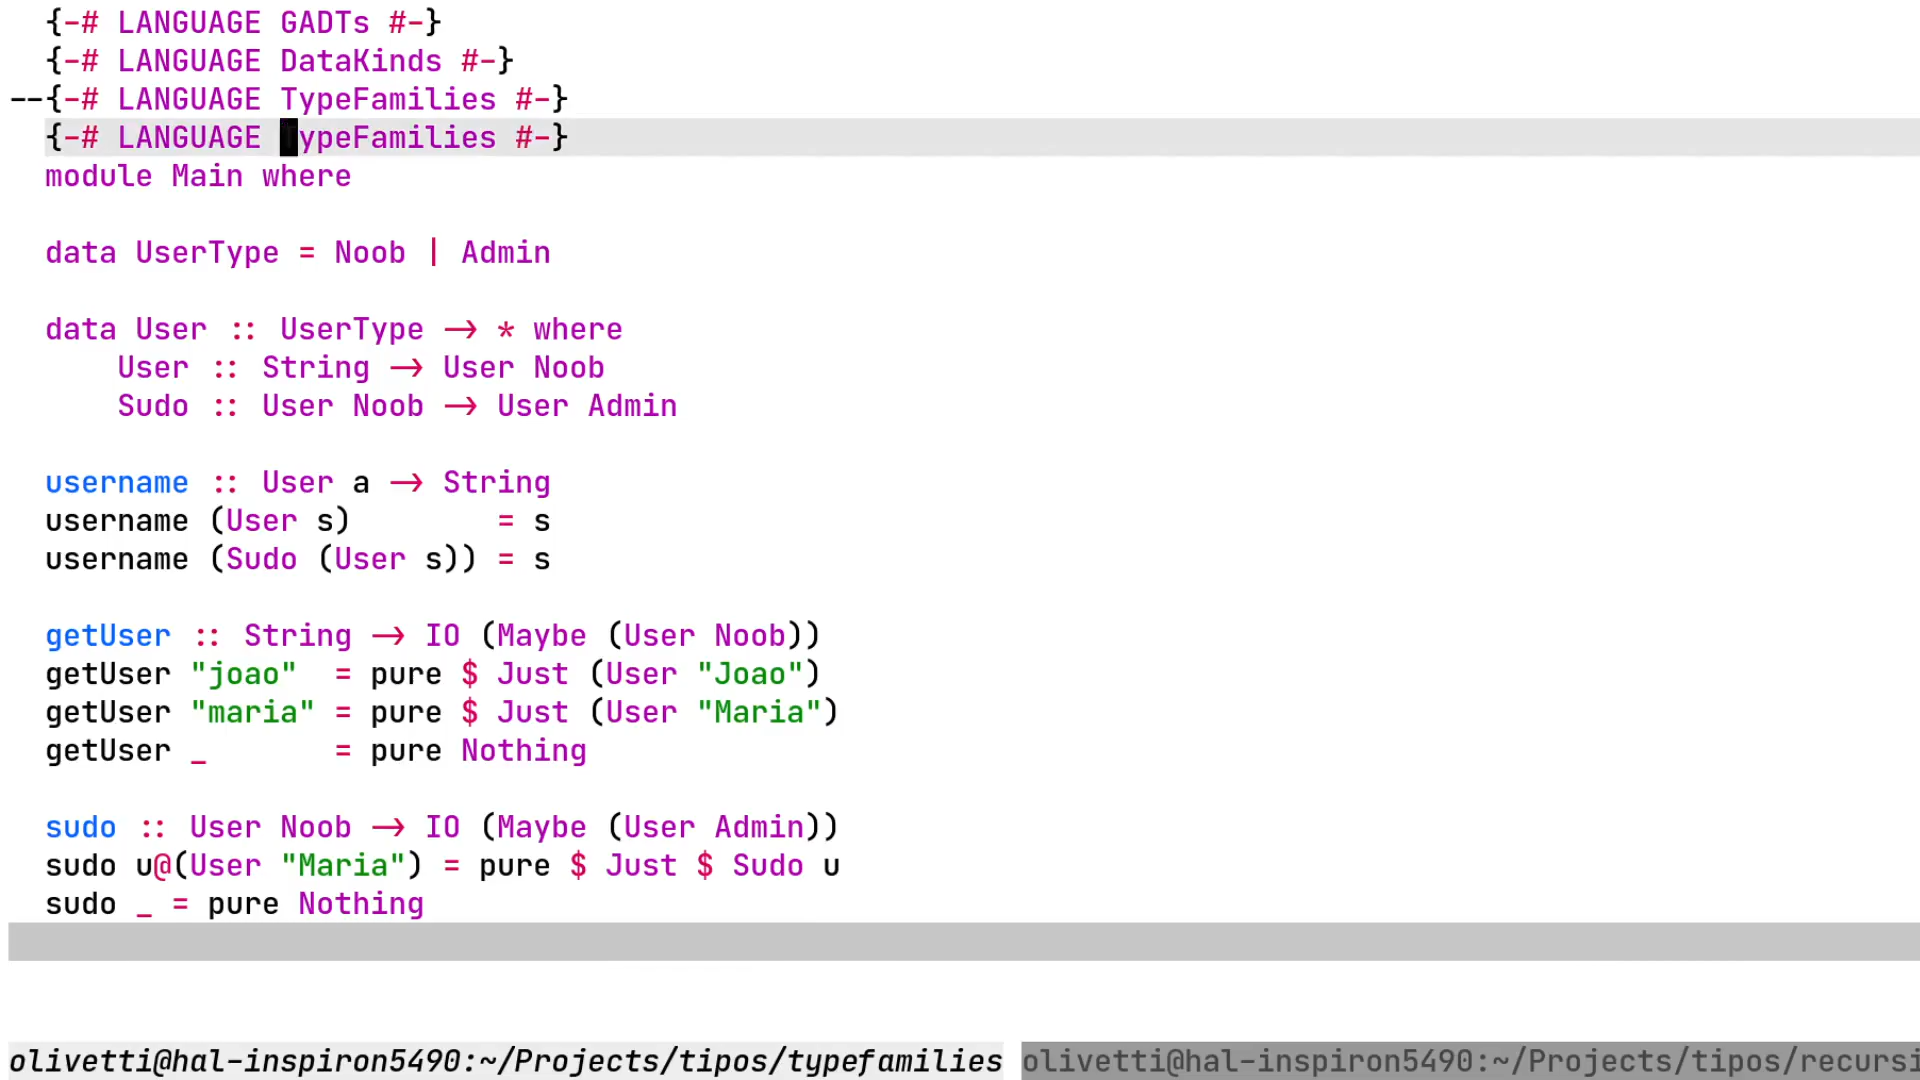 {-# LANGUAGE GADTs #-}
{-# LANGUAGE DataKinds #-}
--{-# LANGUAGE TypeFamilies #-}
{-# LANGUAGE TypeFamilies #-}
module Main where
data UserType = Noob | Admin
data User :: UserType -> * where
    User :: String -> User Noob
    Sudo :: User Noob -> User Admin
username :: User a -> String
username (User s)        = s
username (Sudo (User s)) = s
getUser :: String -> IO (Maybe (User Noob))
getUser "joao"  = pure $ Just (User "Joao")
getUser "maria" = pure $ Just (User "Maria")
getUser _       = pure Nothing
sudo :: User Noob -> IO (Maybe (User Admin))
sudo u@(User "Maria") = pure $ Just $ Sudo u
sudo _ = pure Nothing
olivetti@hal-inspiron5490:~/Projects/tipos/typefamilies olivetti@hal-inspiron5490:~/Projects/tipos/recursi